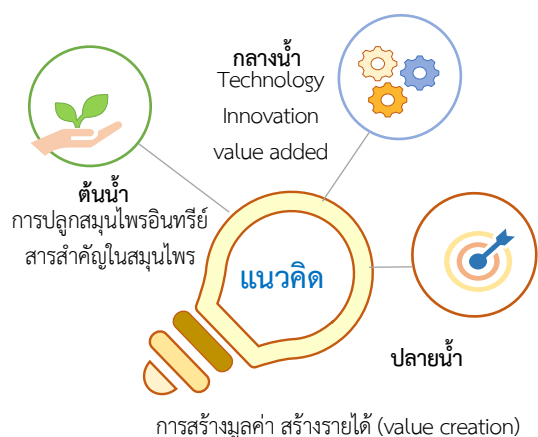 กลางน้ำ
Technology
Innovation
value added
ต้นน้ำ
การปลูกสมุนไพรอินทรีย์
สารสำคัญในสมุนไพร
แนวคิด
ปลายน้ำ
การสร้างมูลค่า สร้างรายได้ (value creation)